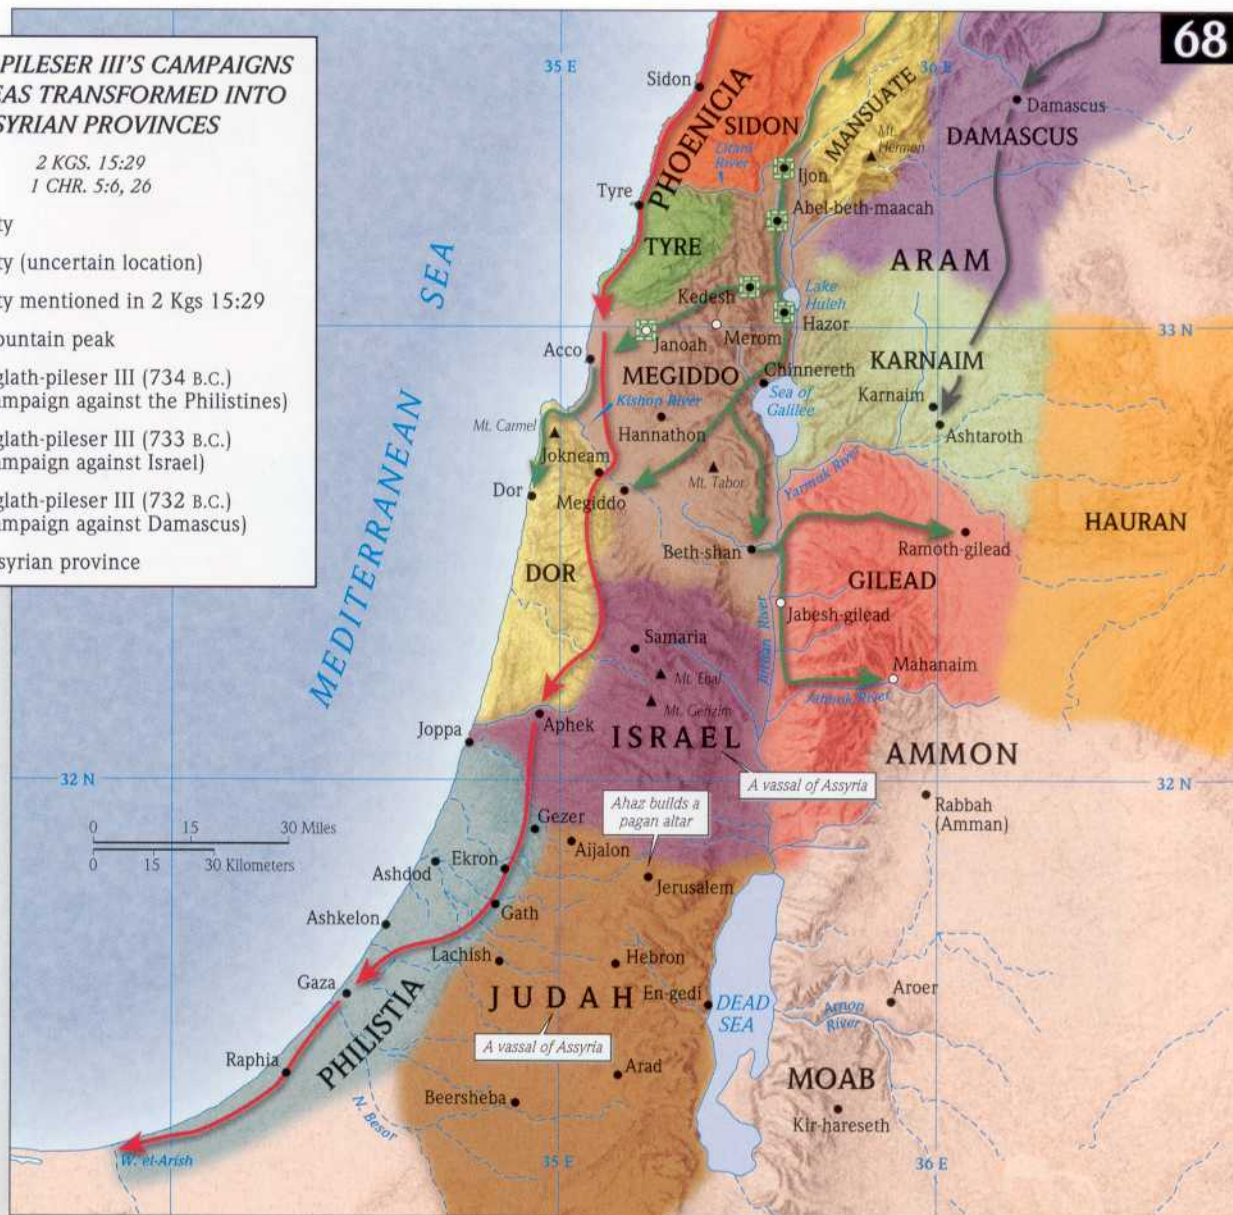 68
PILESER III'S CAMPAIGNS
EAS TRANSFORMED INTO
SYRIAN PROVINCES
2 KGS. 15:29
1 CHR. 5:6, 26
ty
ty (uncertain location)
ty mentioned in 2 Kgs 15:29
ountain peak
glath-pileser III (734 B.C.)
ampaign against the Philistines)
glath-pileser III (733 B.C.)
ampaign against Israel)
glath-pileser III (732 B.C.)
ampaign against Damascus)
ssyrian province
35 E
36 E
Sidon
PHOENICIA
SIDON
MANSUATE
Mt.
Hermon
Damascus
DAMASCUS
Litani
River
Ijon
Tyre
Abel-beth-maacah
TYRE
ARAM
Kedesh
Lake
Huleh
Hazor
33 N
Janoah
Merom
Acco
MEGIDDO
Chinnereth
KARNAIM
Karnaim
Sea of
Galilee
Kishon River
Hannathon
Ashtaroth
Mt. Carmel
Jokneam
Mt. Tabor
Yarmuk River
Dor
Megiddo
HAURAN
Beth-shan
Ramoth-gilead
DOR
GILEAD
Jabesh-gilead
Jordan River
Samaria
Mahanaim
Mt. Ebal
Mt. Gerizim
River
MEDITERRANEAN SEA
Joppa
Aphek
ISRAEL
AMMON
32 N
A vassal of Assyria
32 N
Rabbah
(Amman)
Ahaz builds a
pagan altar
0 15 30 Miles
0 15 30 Kilometers
Gezer
Aijalon
Ekron
Ashdod
Jerusalem
Gath
Ashkelon
Lachish
Hebron
Gaza
JUDAH
En-gedi
DEAD
SEA
Aroer
Arnon
River
PHILISTIA
A vassal of Assyria
Raphia
Arad
MOAB
Beersheba
Kir-hareseth
N. Besor
W. el-Arish
35 E
36 E